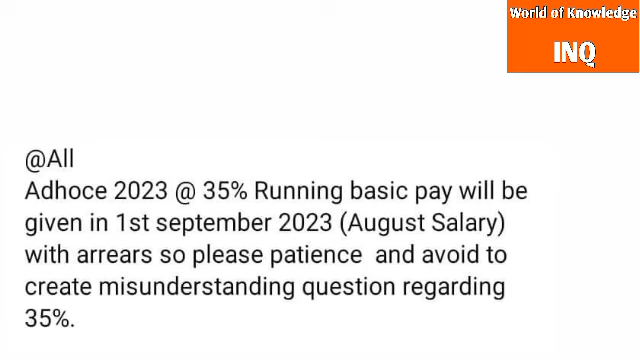 World of Knowledge
INQ
@All
Adhoce 2023 @ 35% Running basic pay will be
given in 1st september 2023 (August Salary)
with arrears so please patience and avoid to
create misunderstanding question regarding
35%.